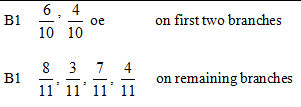 B1 6/10, 4/10 oe on first two branches
B1 8/11, 3/11, 7/11, 4/11 on remaining branches